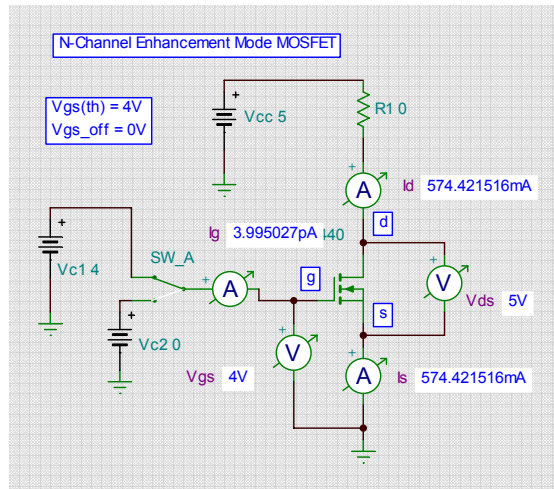 N-Channel Enhancement Mode MOSFET
Vgs(th) = 4V
Vgs_off = 0V
+
Vcc 5
R1 0
+
A
Id 574.421516mA
d
Ig 3.995027pA
40
+
Vc1 4
SW_A
+
A
g
+
V
Vds 5V
s
+
Vc2 0
+
V
Vgs 4V
+
A
Is 574.421516mA